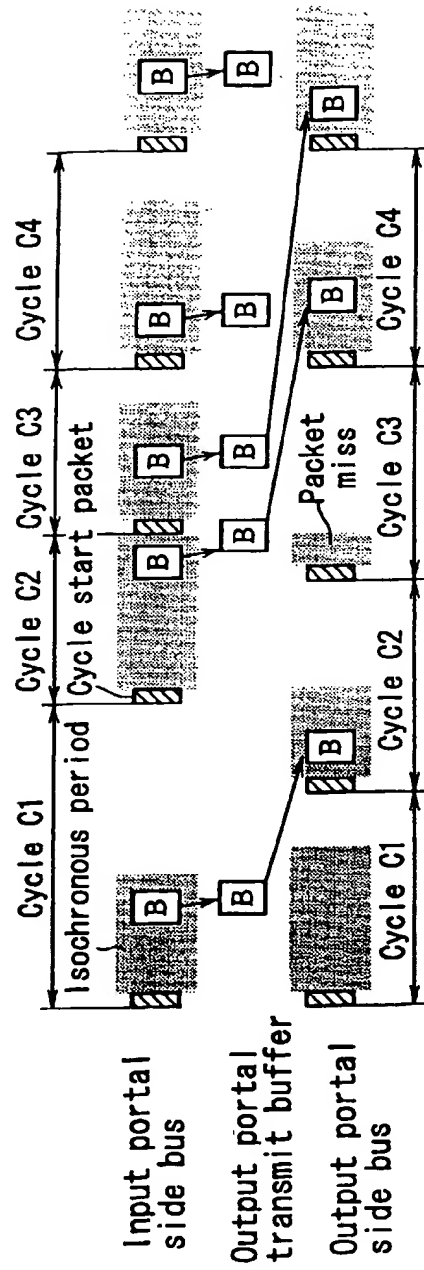 Cycle C1
Cycle C2
Cycle C3
Cycle C4
Isochronous period
Cycle start packet
Input portal
side bus
B
B
B
B
B
Output portal
transmit buffer
B
B
B
B
B
Packet
miss
Output portal
side bus
B
B
B
Cycle C1
Cycle C2
Cycle C3
Cycle C4